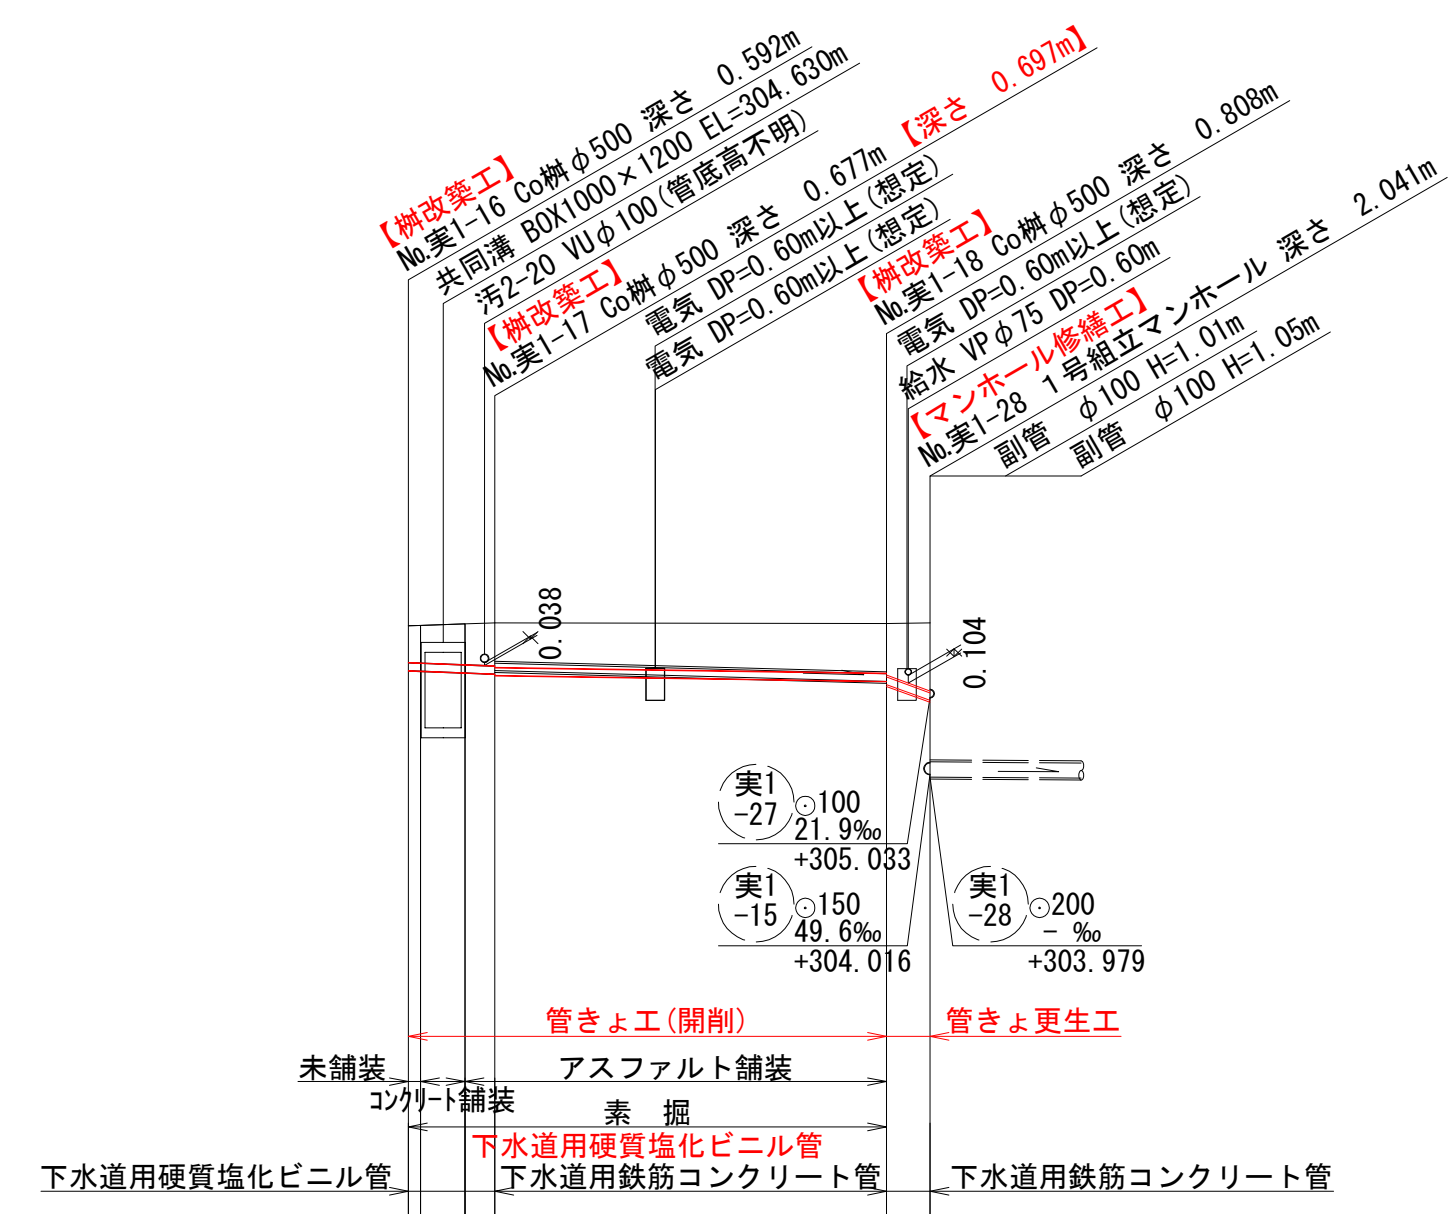 【桝改築工】
No.実1-16 Co桝φ500 深さ 0.592m
共同溝 BOX1000×1200 EL=304.630m
汚2-20 VUφ100(管底高不明)
【桝改築工】
No.実1-17 Co桝φ500 深さ 0.677m 【深さ 0.697m】
電気 DP=0.60m以上(想定)
電気 DP=0.60m以上(想定)
【桝改築工】
No.実1-18 Co桝φ500 深さ 0.808m
電気 DP=0.60m以上(想定)
給水 VPφ75 DP=0.60m
【マンホール修繕工】
No.実1-28 1号組立マンホール 深さ 2.041m
副管 φ100 H=1.01m
副管 φ100 H=1.05m
0.038
0.104
実1
-27
100
21.9‰
+305.033
実1
-15
150
49.6‰
+304.016
実1
-28
200
- ‰
+303.979
管きょ工(開削)
管きょ更生工
未舗装
アスファルト舗装
コンクリート舗装
素 掘
下水道用硬質塩化ビニル管
下水道用硬質塩化ビニル管
下水道用鉄筋コンクリート管
下水道用鉄筋コンクリート管